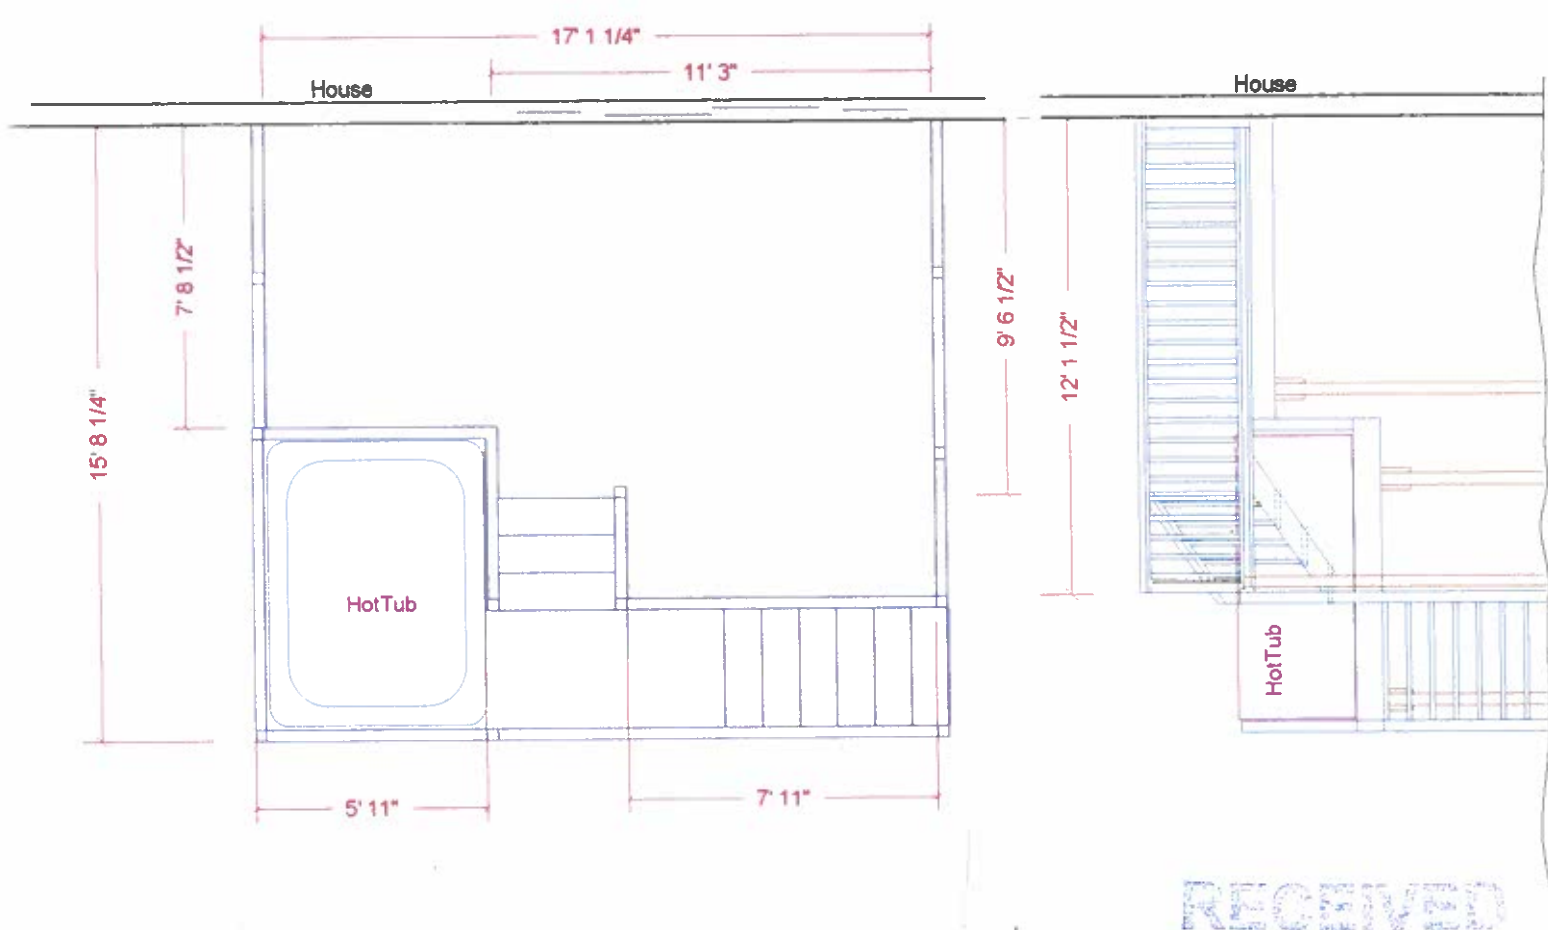 17' 1 1/4"
11' 3"
House
House
7' 8 1/2"
9' 6 1/2"
12' 1 1/2"
15' 8 1/4"
HotTub
HotTub
5' 11"
7' 11"
RECEIVED